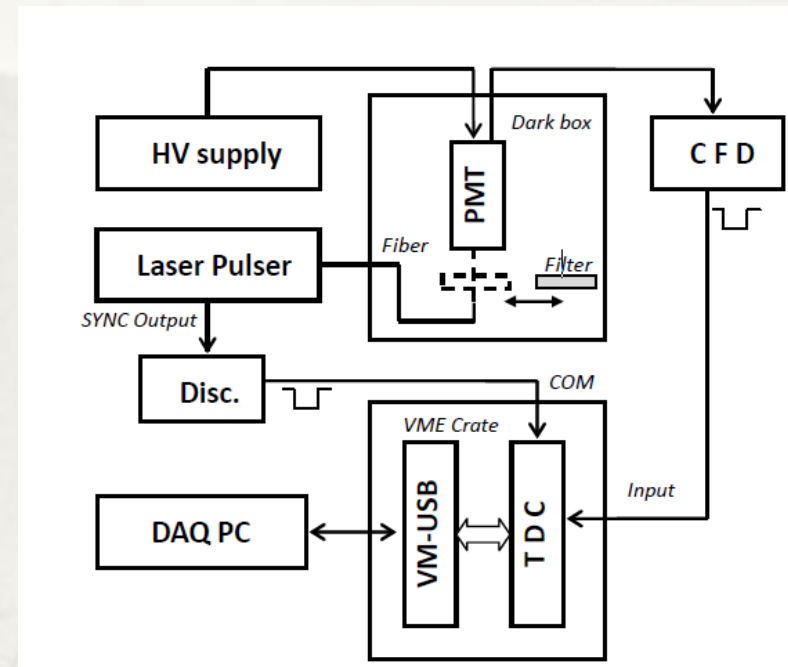 Dark box
HV supply
C F D
PMT
Fiber
Laser Pulser
Filter
SYNC Output
Disc.
COM
VME Crate
VM-USB
T D C
Input
DAQ PC